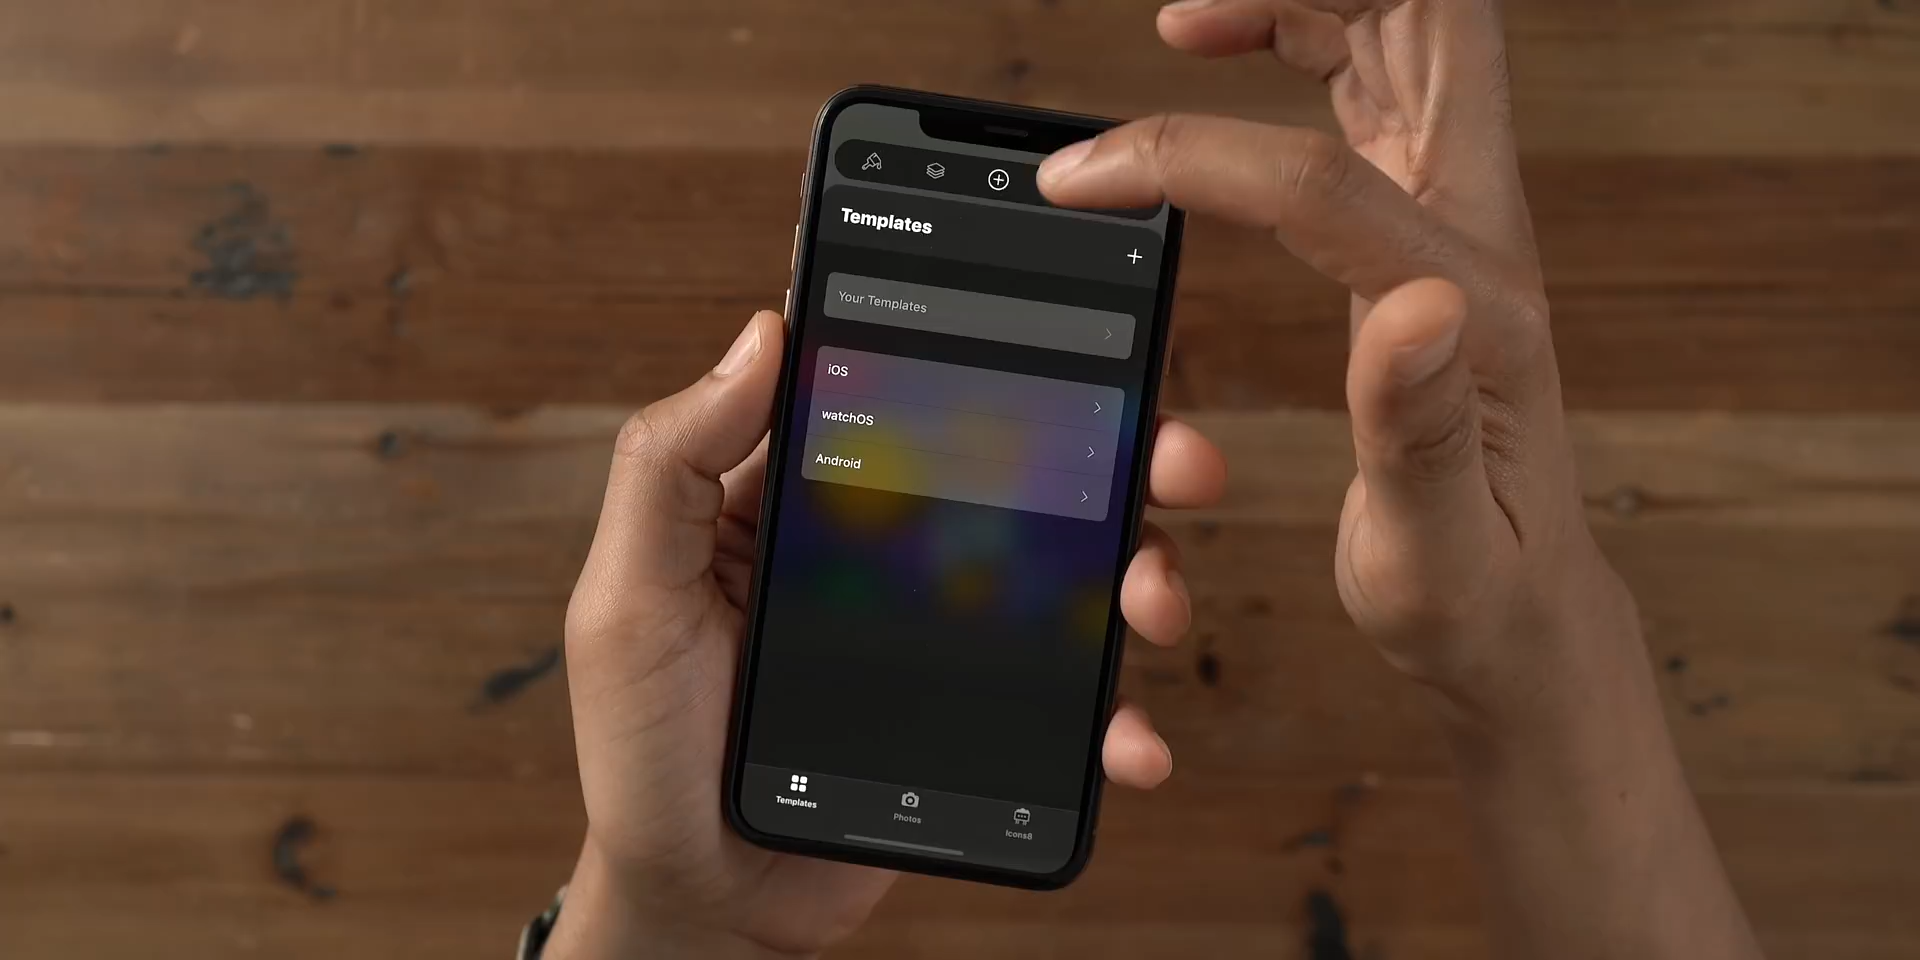 Templates
Your Templates
iOS
watchOS
Android
Templates
Photos
Icons8